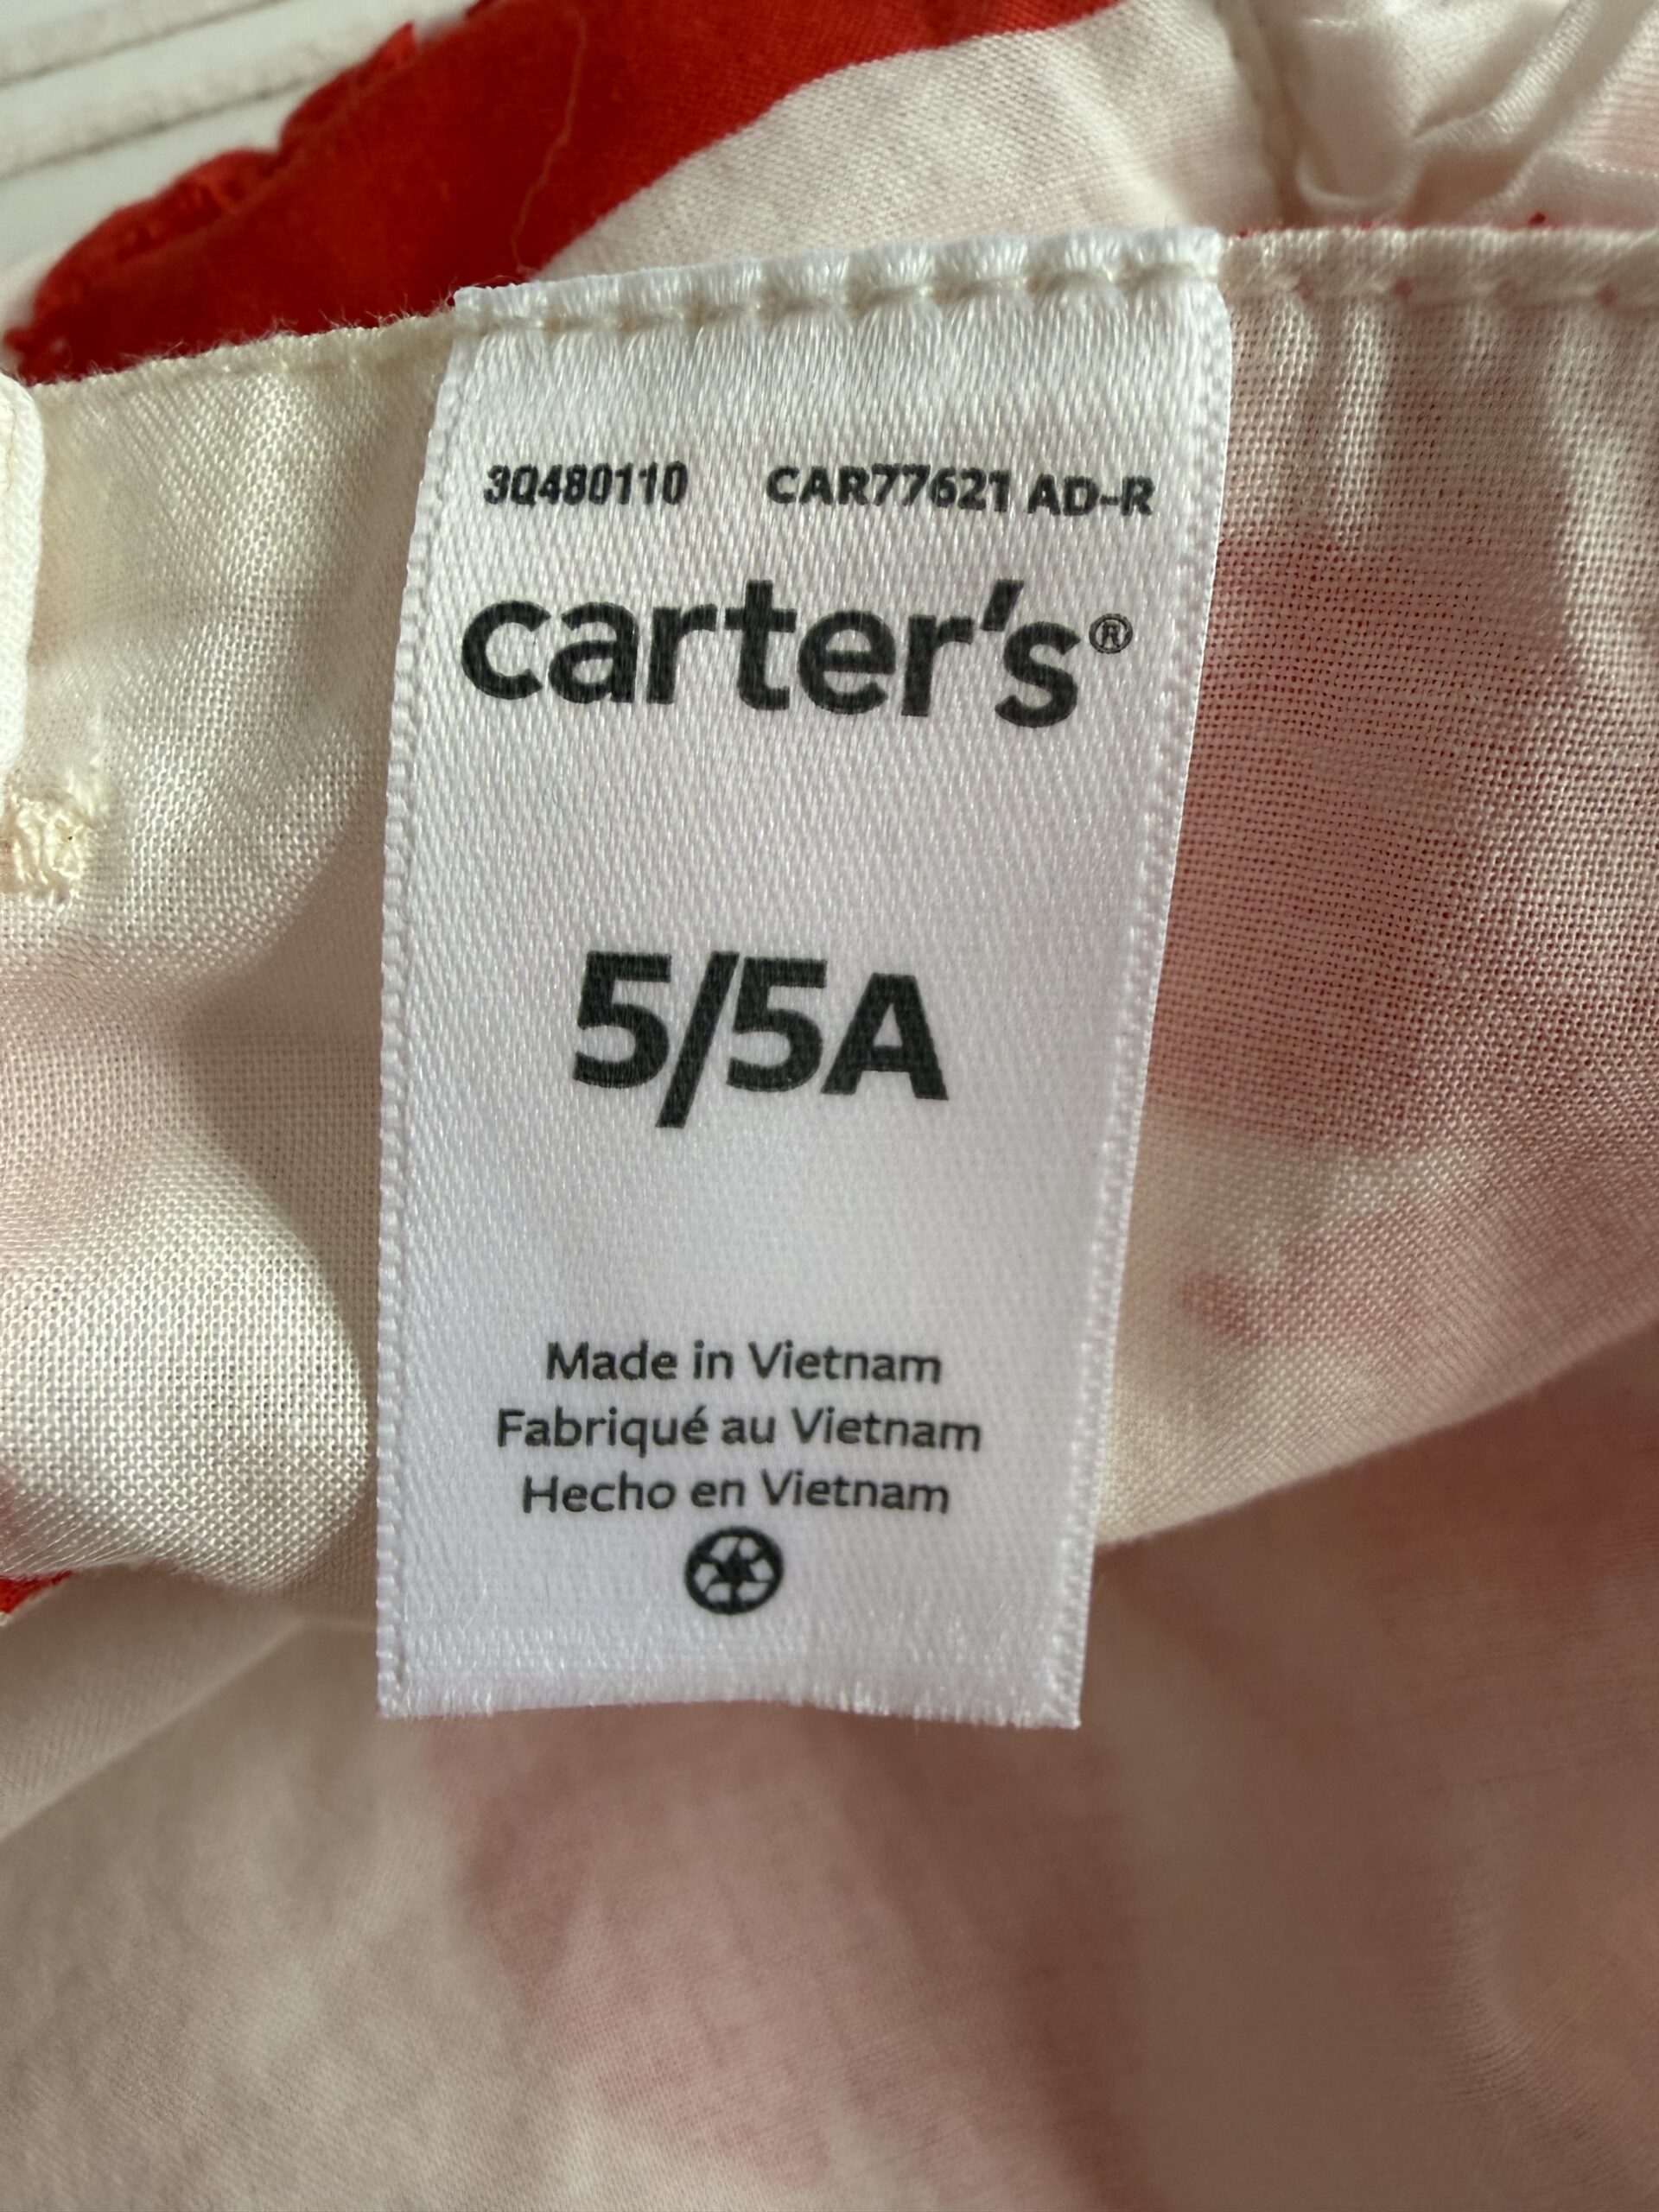 3Q480110 CAR77621 AD-R
carter's®
5/5A
Made in Vietnam
Fabriqué au Vietnam
Hecho en Vietnam